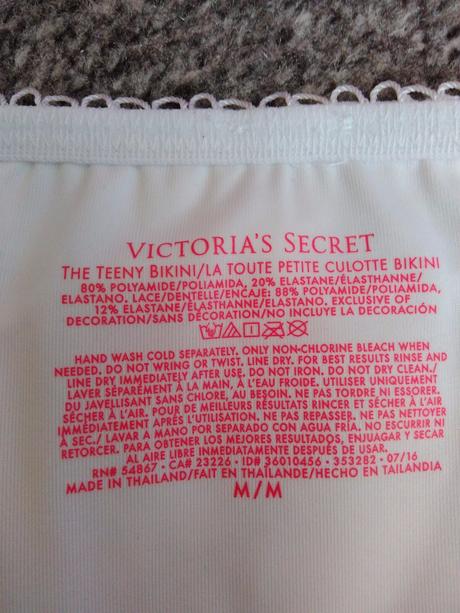 VICTORIA'S SECRET
THE TEENY BIKINI/LA TOUTE PETITE CULOTTE BIKINI
80% POLYAMIDE/POLIAMIDA, 20% ELASTANE/ÉLASTHANNE/
ELASTANO. LACE/DENTELLE/ENCAJE: 88% POLYAMIDE/POLIAMIDA,
12% ELASTANE/ÉLASTHANNE/ELASTANO. EXCLUSIVE OF
DECORATION/SANS DÉCORATION/NO INCLUYE LA DECORACIÓN
HAND WASH COLD SEPARATELY. ONLY NON-CHLORINE BLEACH WHEN
NEEDED. DO NOT WRING OR TWIST. LINE DRY. FOR BEST RESULTS RINSE AND
LINE DRY IMMEDIATELY AFTER USE. DO NOT IRON. DO NOT DRY CLEAN./
LAVER SÉPARÉMENT À LA MAIN, À L'EAU FROIDE. UTILISER UNIQUEMENT
DU JAVELLISANT SANS CHLORE, AU BESOIN. NE PAS TORDRE NI ESSORER.
SÉCHER À L'AIR. POUR DE MEILLEURS RÉSULTATS RINCER ET SÉCHER À L'AIR
IMMÉDIATEMENT APRÈS L'UTILISATION. NE PAS REPASSER. NE PAS NETTOYER
À SEC./ LAVAR A MANO POR SEPARADO CON AGUA FRÍA. NO ESCURRIR NI
RETORCER. PARA OBTENER LOS MEJORES RESULTADOS, ENJUAGAR Y SECAR
AL AIRE LIBRE INMEDIATAMENTE DESPUÉS DE USAR.
RN# 54867 • CA# 23226 • ID# 36010456 • 353282 • 07/16
MADE IN THAILAND/FAIT EN THAÏLANDE/HECHO EN TAILANDIA
M/M